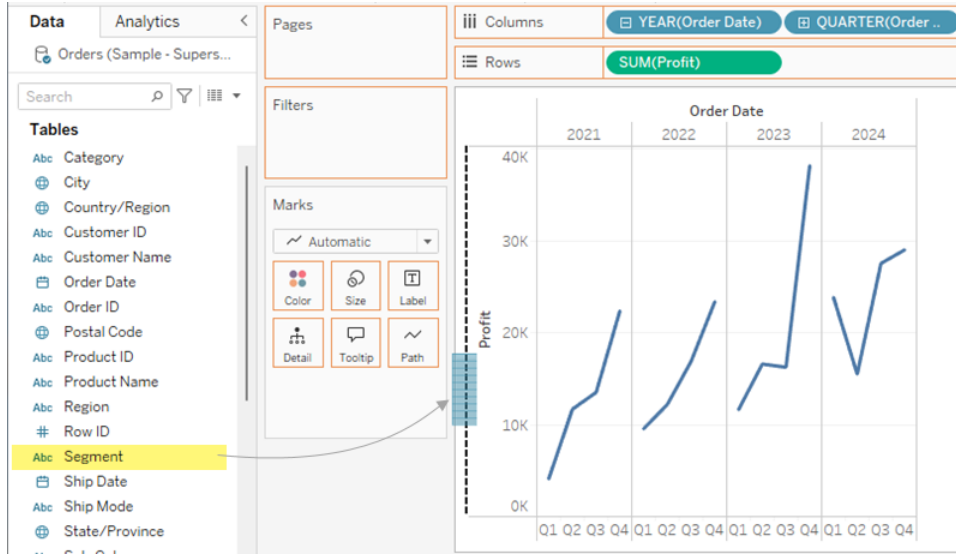 Data
Analytics
Orders (Sample - Supers...
Search
Tables
Abc Category
City
Country/Region
Abc Customer ID
Abc Customer Name
Order Date
Abc Order ID
Postal Code
Abc Product ID
Abc Product Name
Abc Region
# Row ID
Abc Segment
Ship Date
Abc Ship Mode
State/Province
Pages
Filters
Marks
Automatic
Color Size Label
Detail Tooltip Path
Columns YEAR(Order Date) QUARTER(Order ..
Rows SUM(Profit)
Order Date
2021 2022 2023 2024
40K
30K
20K
10K
0K
Profit
Q1 Q2 Q3 Q4 Q1 Q2 Q3 Q4 Q1 Q2 Q3 Q4 Q1 Q2 Q3 Q4